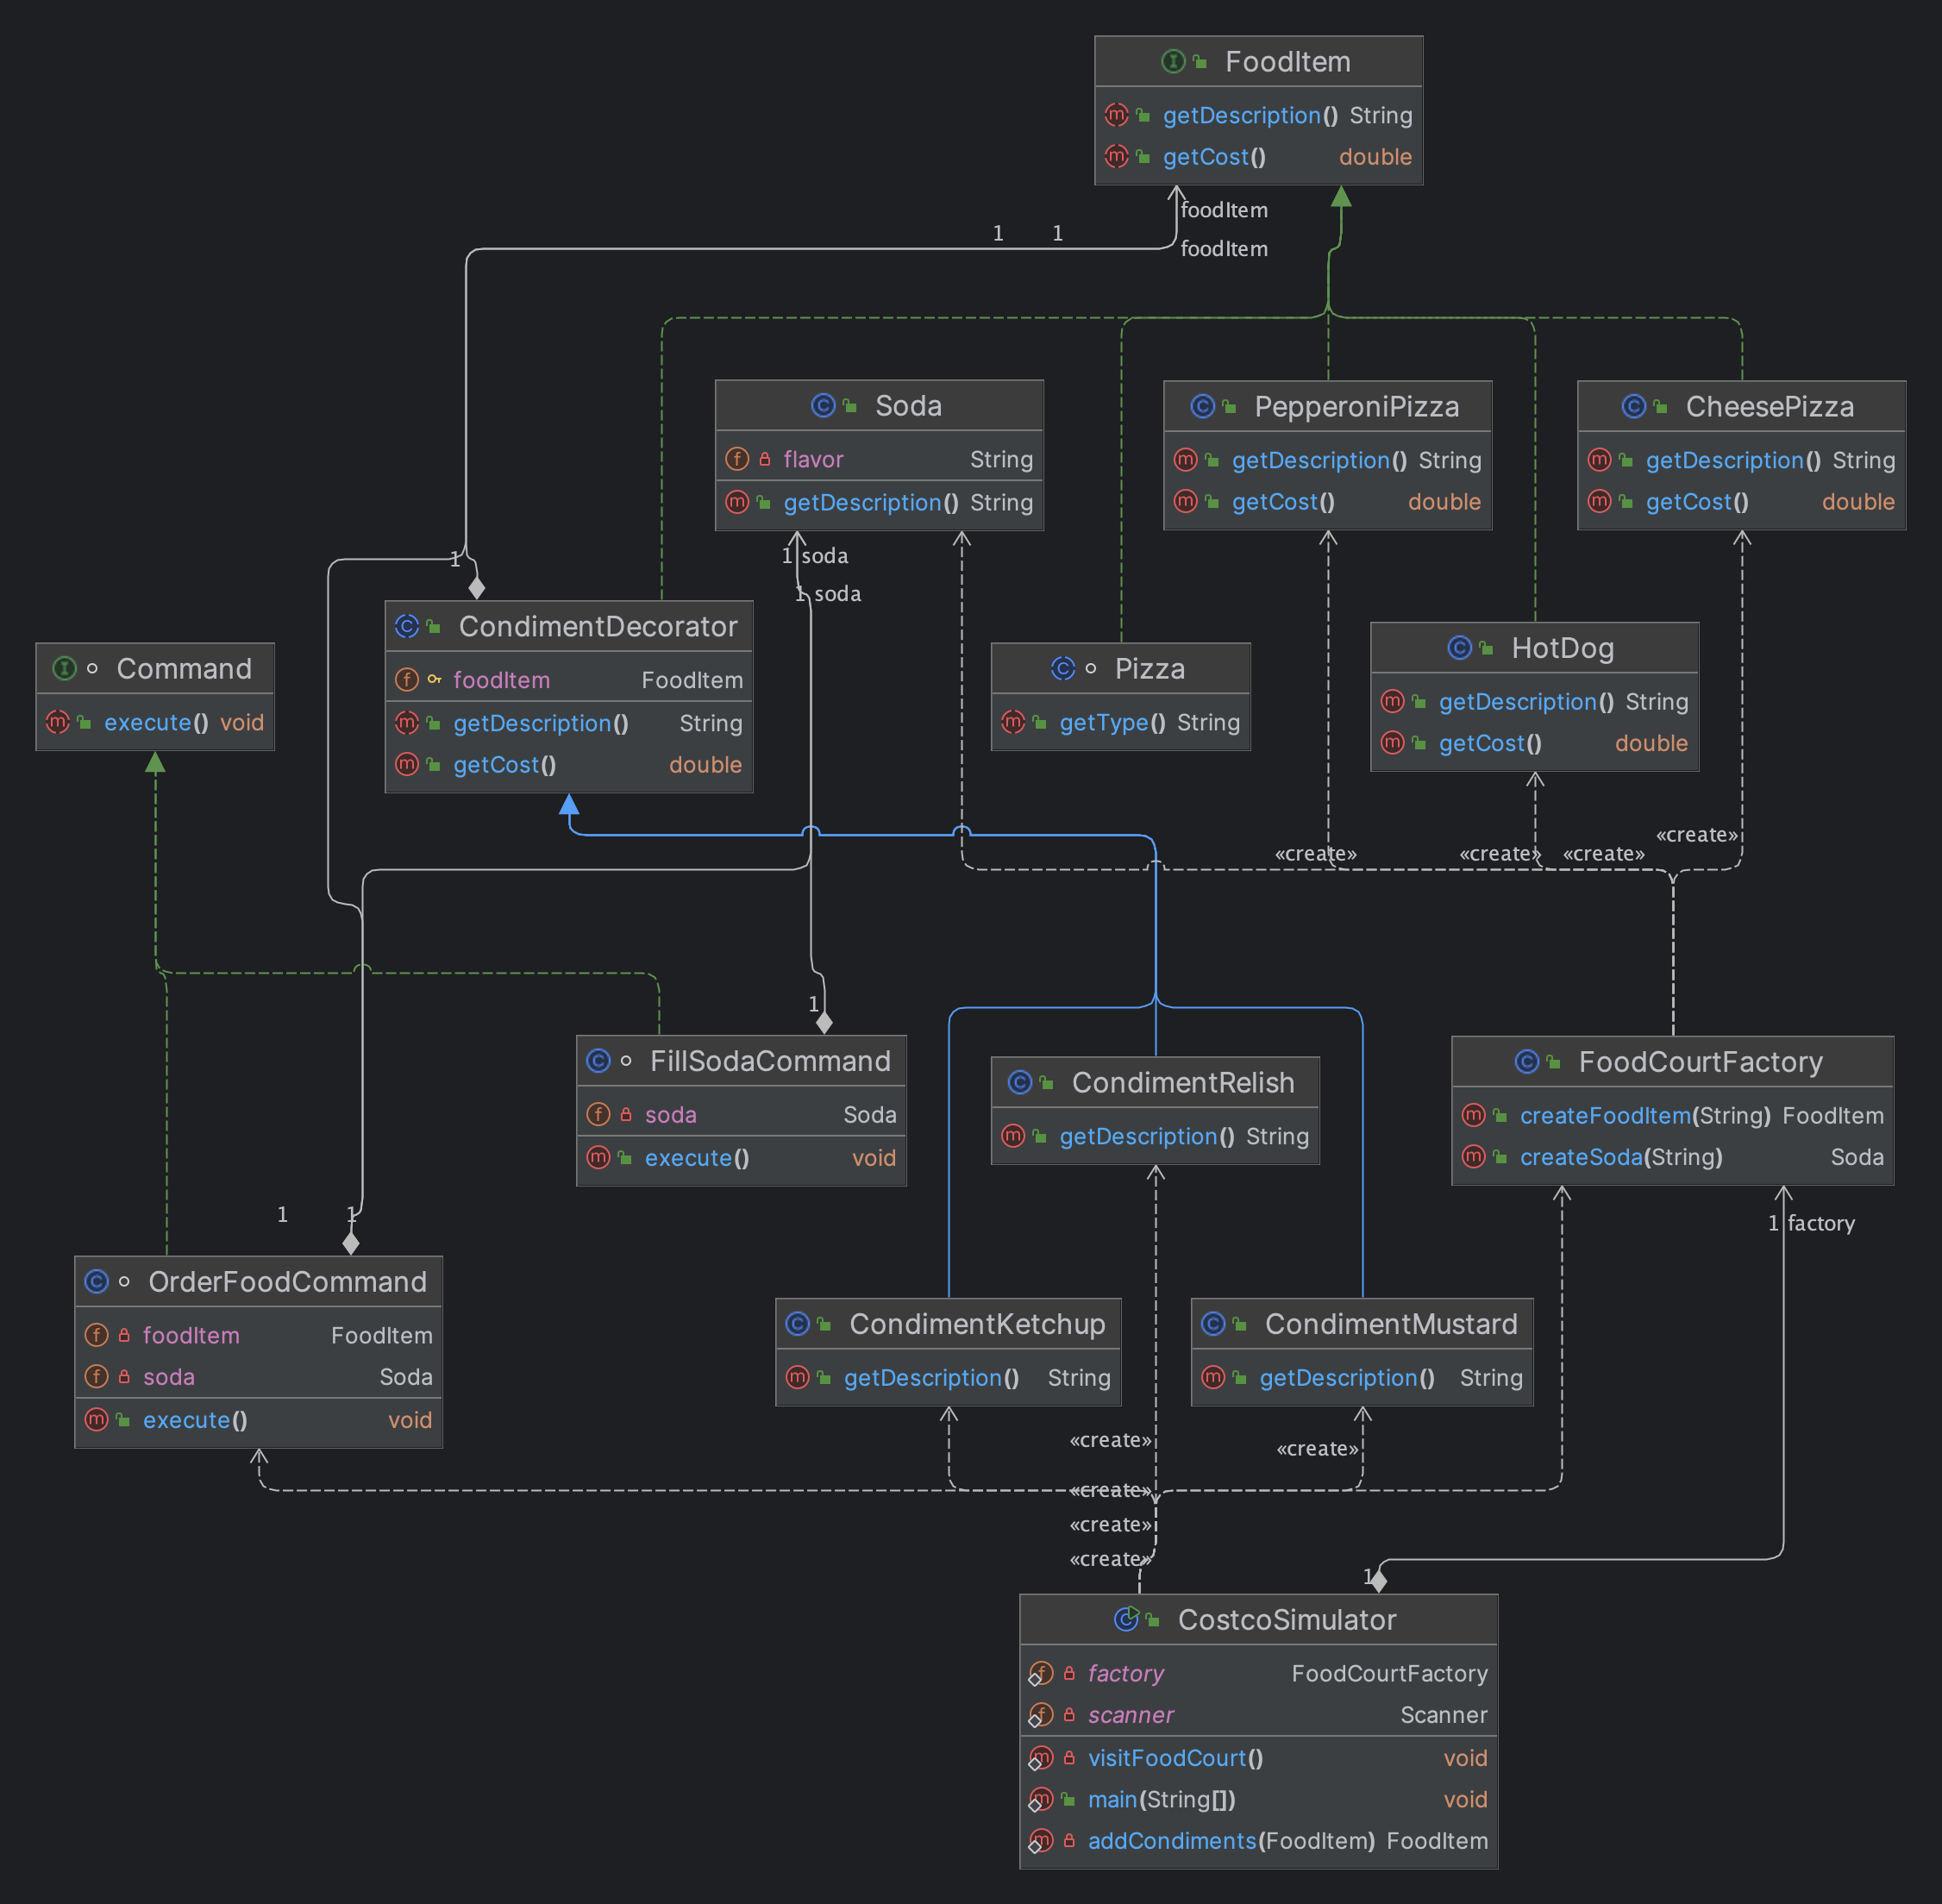 FoodItem
getDescription() String
getCost() double
foodItem
1 1
foodItem
Soda
flavor String
getDescription() String
PepperoniPizza
getDescription() String
getCost() double
CheesePizza
getDescription() String
getCost() double
1
1 soda
1 soda
CondimentDecorator
foodItem FoodItem
getDescription() String
getCost() double
Command
execute() void
Pizza
getType() String
HotDog
getDescription() String
getCost() double
«create»
«create» «create» «create»
1
FillSodaCommand
soda Soda
execute() void
CondimentRelish
getDescription() String
FoodCourtFactory
createFoodItem(String) FoodItem
createSoda(String) Soda
1 1
1 factory
OrderFoodCommand
foodItem FoodItem
soda Soda
execute() void
CondimentKetchup
getDescription() String
CondimentMustard
getDescription() String
«create» «create»
«create»
«create»
«create»
1
CostcoSimulator
factory FoodCourtFactory
scanner Scanner
visitFoodCourt() void
main(String[]) void
addCondiments(FoodItem) FoodItem